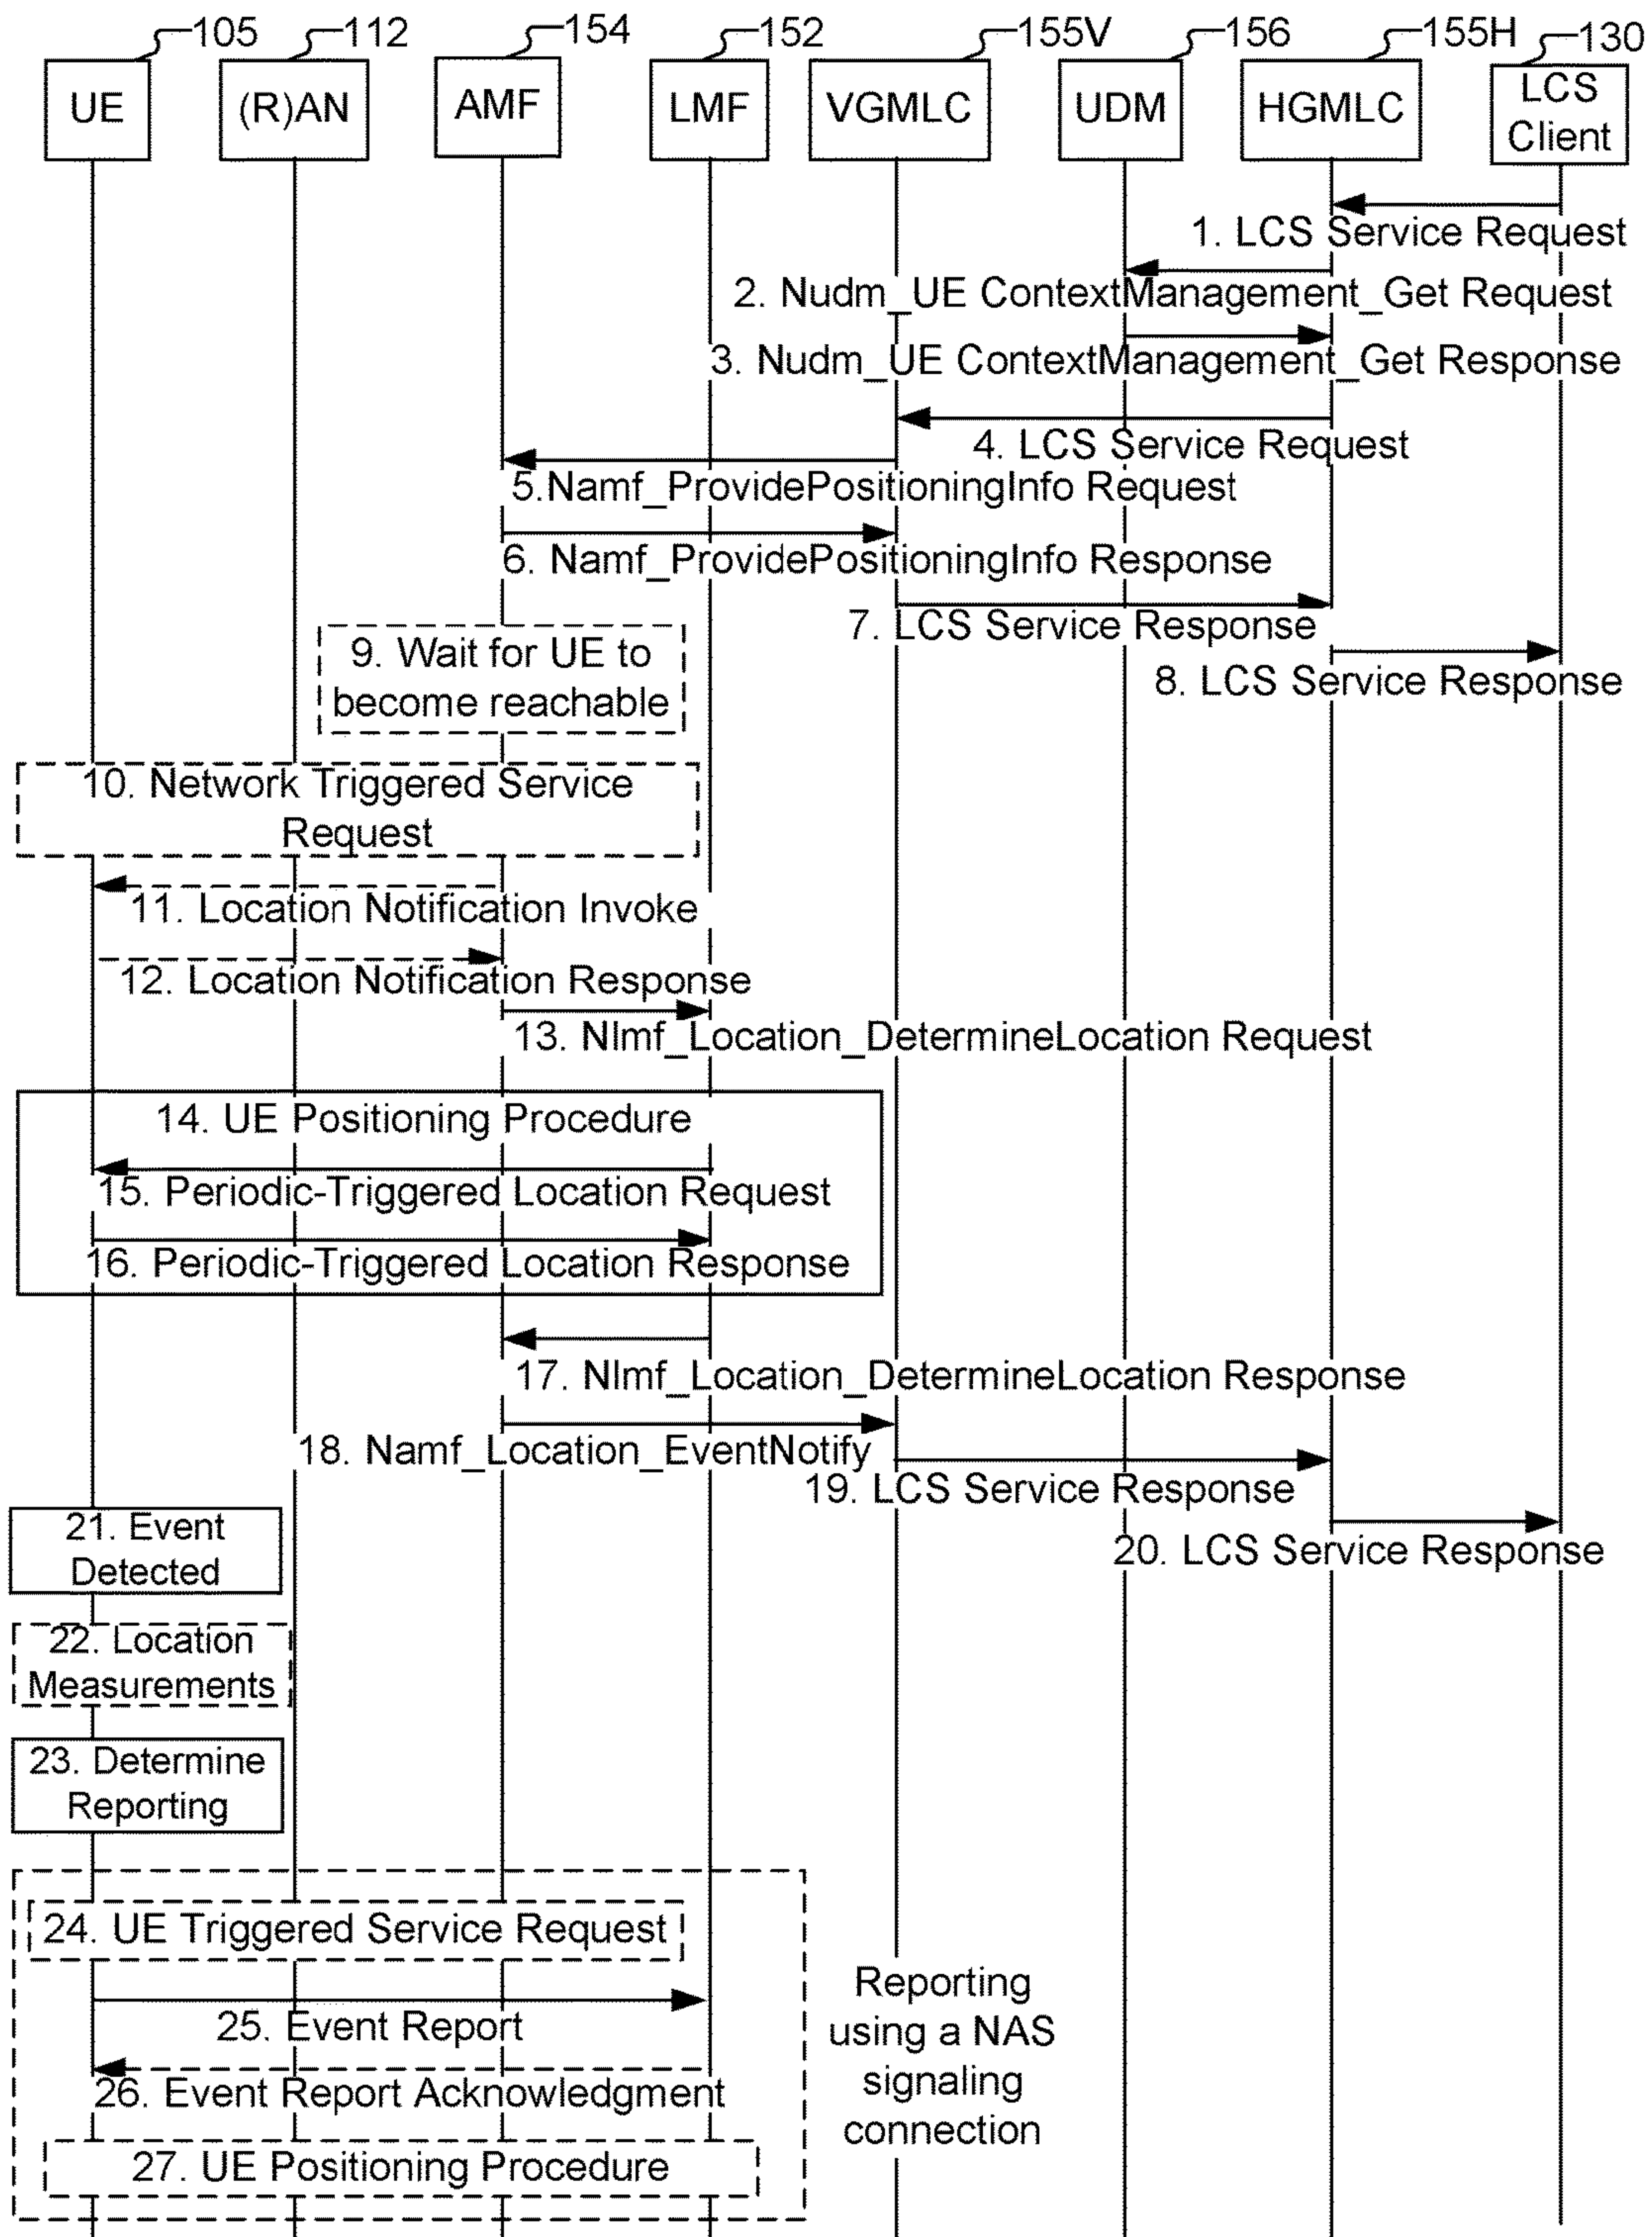 105
112
154
152
155V
156
155H
130
UE
(R)AN
AMF
LMF
VGMLC
UDM
HGMLC
LCS
Client
1. LCS Service Request
2. Nudm_UE ContextManagement_Get Request
3. Nudm_UE ContextManagement_Get Response
4. LCS Service Request
5.Namf_ProvidePositioningInfo Request
6. Namf_ProvidePositioningInfo Response
7. LCS Service Response
8. LCS Service Response
9. Wait for UE to
become reachable
10. Network Triggered Service
Request
11. Location Notification Invoke
12. Location Notification Response
13. Nlmf_Location_DetermineLocation Request
14. UE Positioning Procedure
15. Periodic-Triggered Location Request
16. Periodic-Triggered Location Response
17. Nlmf_Location_DetermineLocation Response
18. Namf_Location_EventNotify
19. LCS Service Response
20. LCS Service Response
21. Event
Detected
22. Location
Measurements
23. Determine
Reporting
24. UE Triggered Service Request
25. Event Report
26. Event Report Acknowledgment
27. UE Positioning Procedure
Reporting
using a NAS
signaling
connection